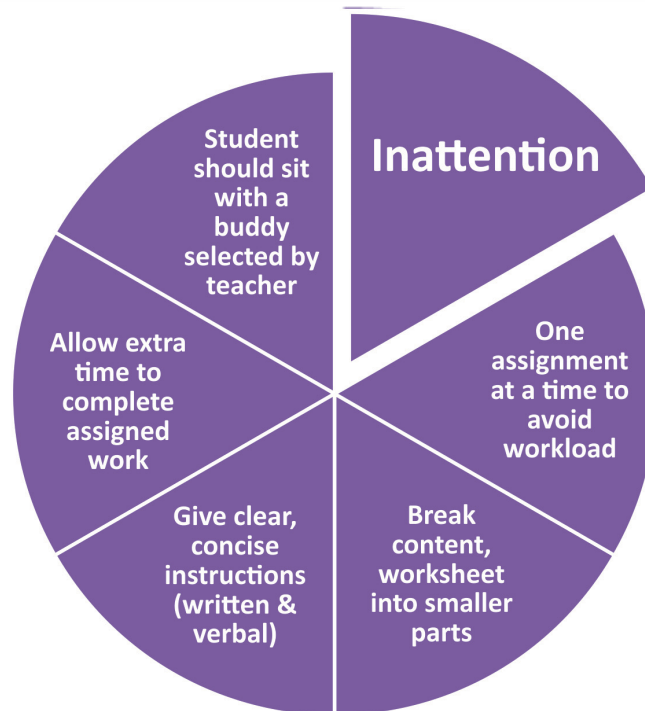 Inattention
One
assignment
at a time to
avoid
workload
Break
content,
worksheet
into smaller
parts
Give clear,
concise
instructions
(written &
verbal)
Allow extra
time to
complete
assigned
work
Student
should sit
with a
buddy
selected by
teacher